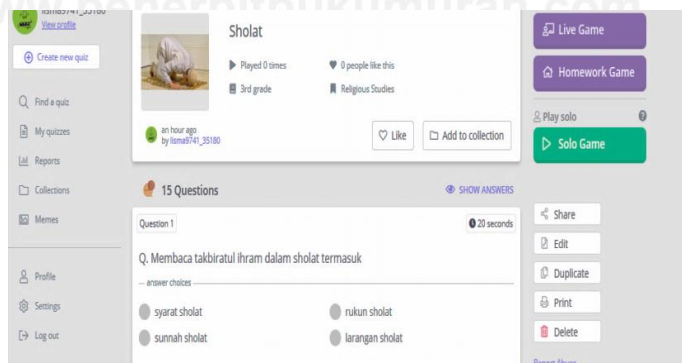 lisma9741_35180
View profile
Create new quiz
Find a quiz
My quizzes
Reports
Collections
Memes
Profile
Settings
Log out
Sholat
Played 0 times
0 people like this
3rd grade
Religious Studies
an hour ago
by lisma9741_35180
Like
Add to collection
15 Questions
SHOW ANSWERS
Question 1
20 seconds
Q. Membaca takbiratul ihram dalam sholat termasuk
answer choices
syarat sholat
rukun sholat
sunnah sholat
larangan sholat
Live Game
Homework Game
Play solo
Solo Game
Share
Edit
Duplicate
Print
Delete
Report Abuse